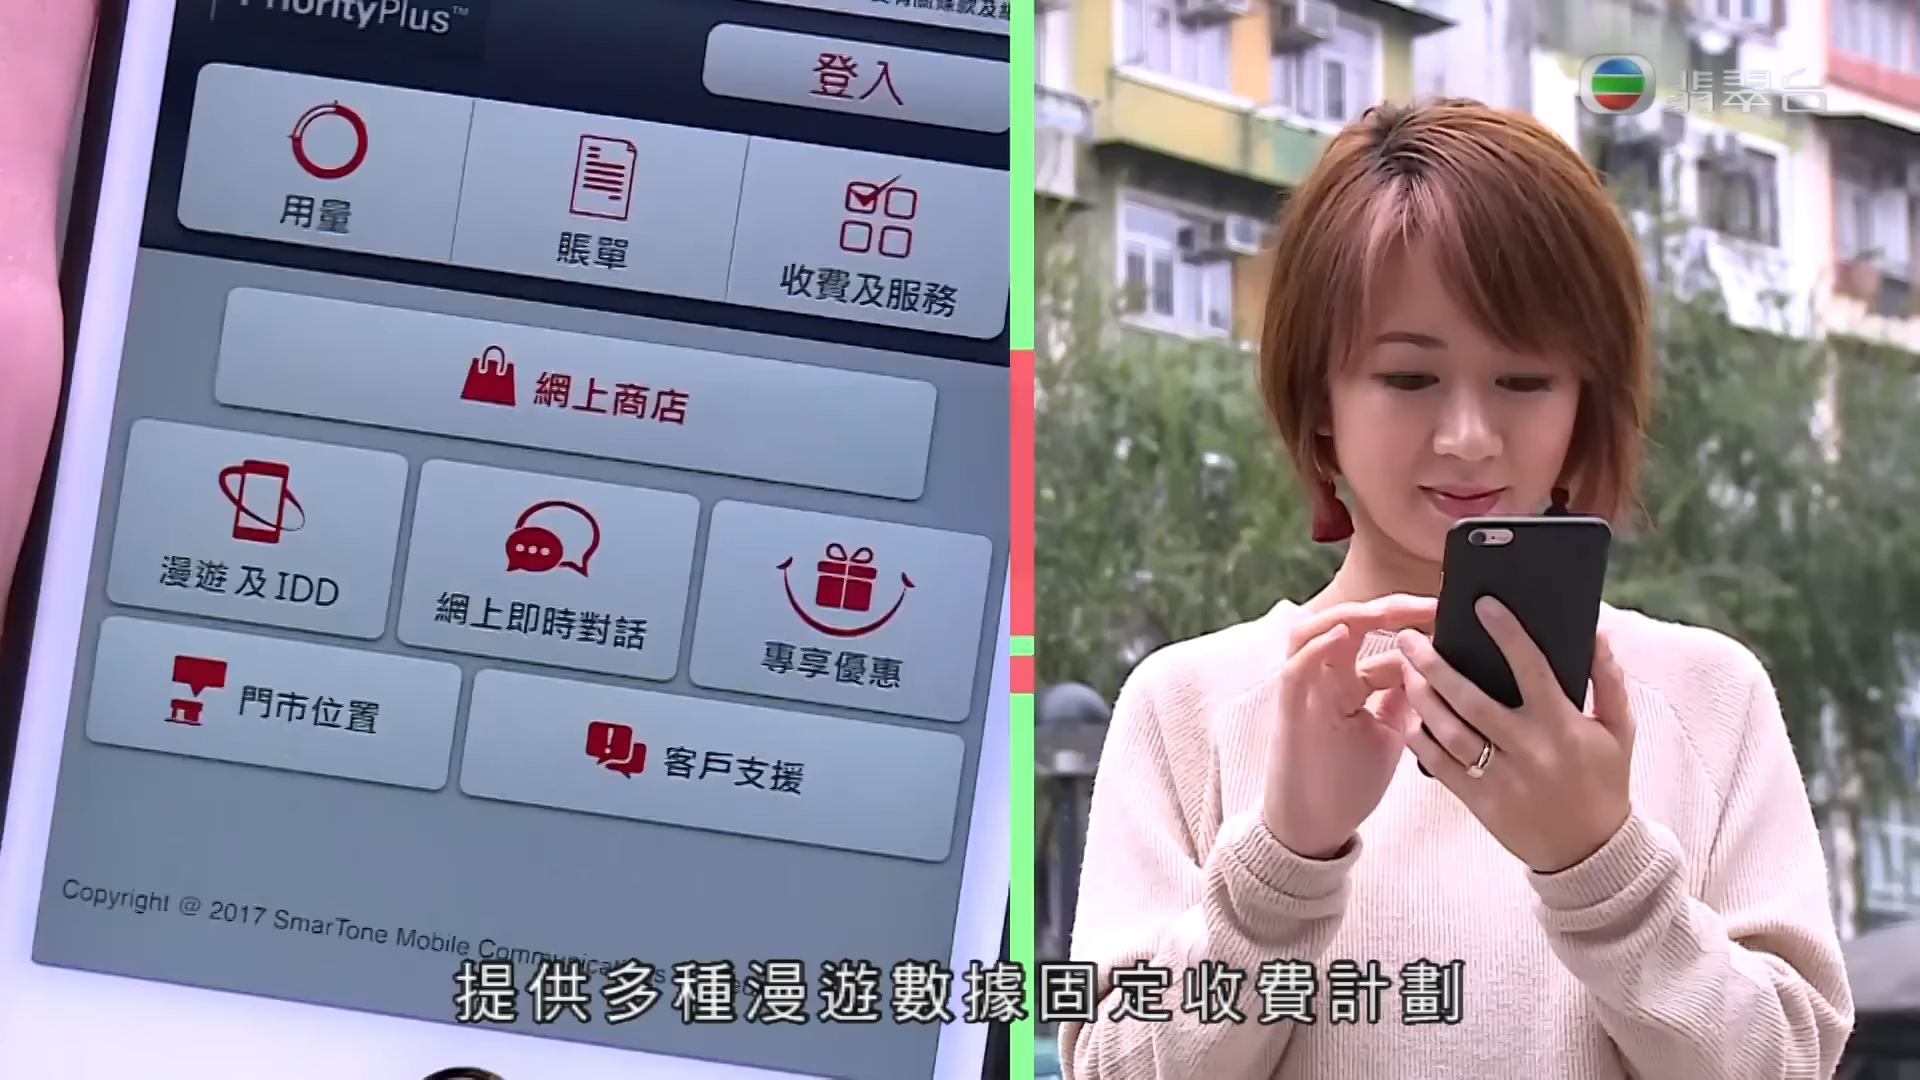 PriorityPlus™
登入
用量
賬單
收費及服務
網上商店
漫遊及IDD
網上即時對話
專享優惠
門市位置
客戶支援
Copyright @ 2017 SmarTone Mobile
提供多種漫遊數據固定收費計劃
翡翠台